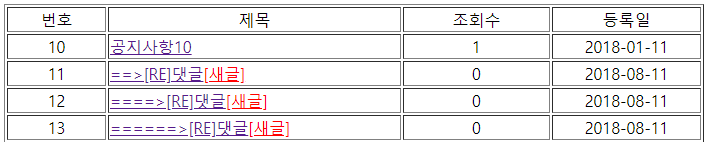 번호 제목 조회수 등록일
10 공지사항10 1 2018-01-11
11 ==>[RE]댓글[새글] 0 2018-08-11
12 ====>[RE]댓글[새글] 0 2018-08-11
13 ======>[RE]댓글[새글] 0 2018-08-11